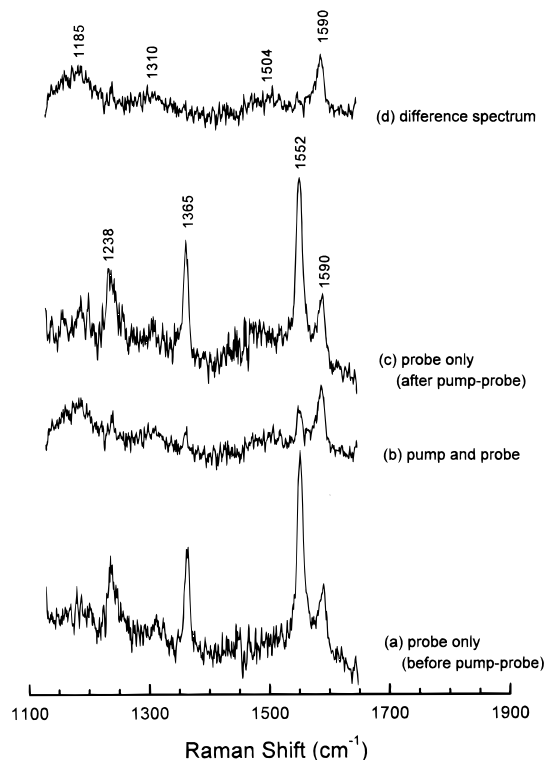 1185
1310
1504
1590
(d) difference spectrum
1238
1365
1552
1590
(c) probe only
(after pump-probe)
(b) pump and probe
(a) probe only
(before pump-probe)
1100 1300 1500 1700 1900
Raman Shift (cm⁻¹)